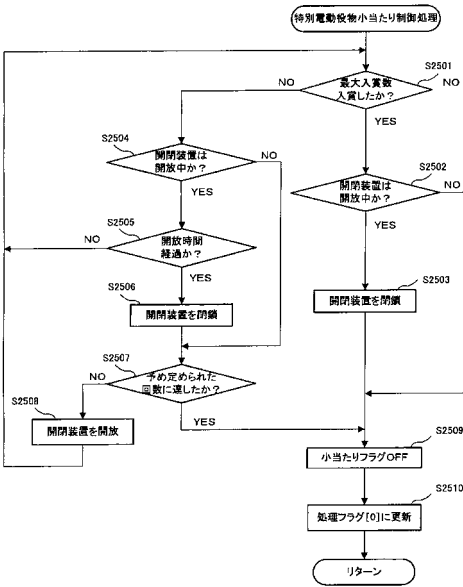 特別電動役物小当たり制御処理
S2501
最大入賞数
入賞したか？
NO
NO
YES
S2504
開閉装置は
開放中か？
NO
YES
S2502
開閉装置は
開放中か？
NO
YES
S2505
開放時間
経過か？
NO
YES
S2503
開閉装置を閉鎖
S2506
開閉装置を閉鎖
S2507
予め定められた
回数に達したか？
NO
YES
S2508
開閉装置を開放
S2509
小当たりフラグOFF
S2510
処理フラグ[0]に更新
リターン